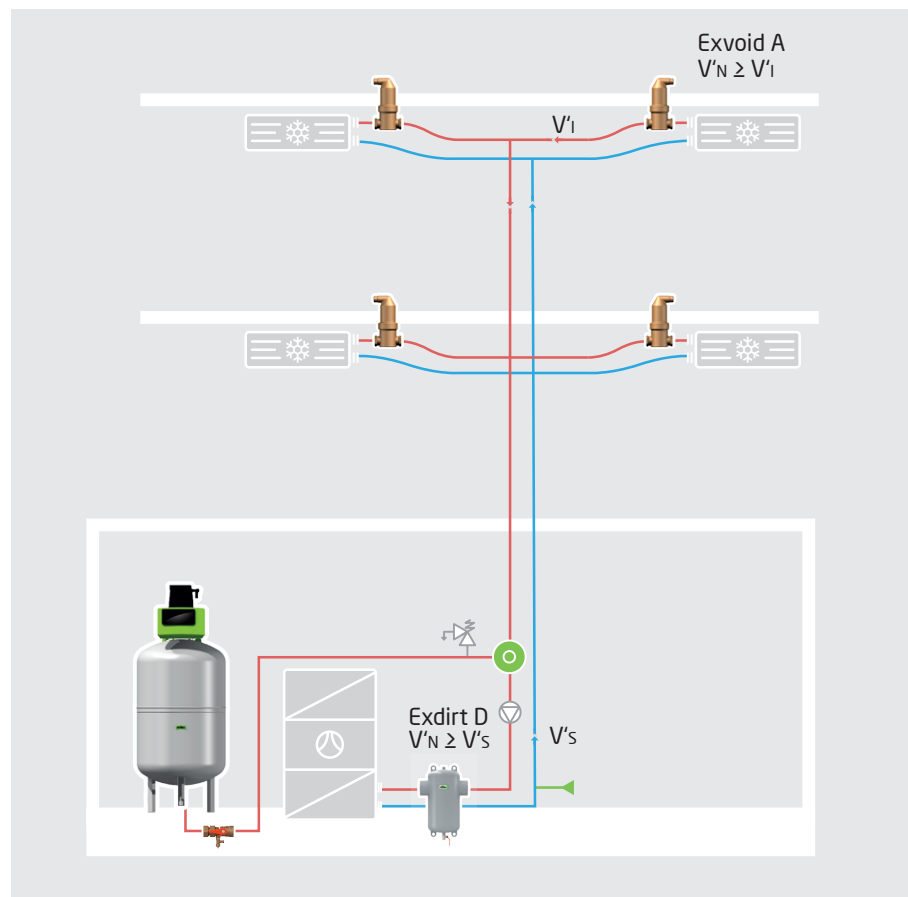 Exvoid A
V‘N ≥ V‘I
V‘I
Exdirt D
V‘N ≥ V‘S
V‘S